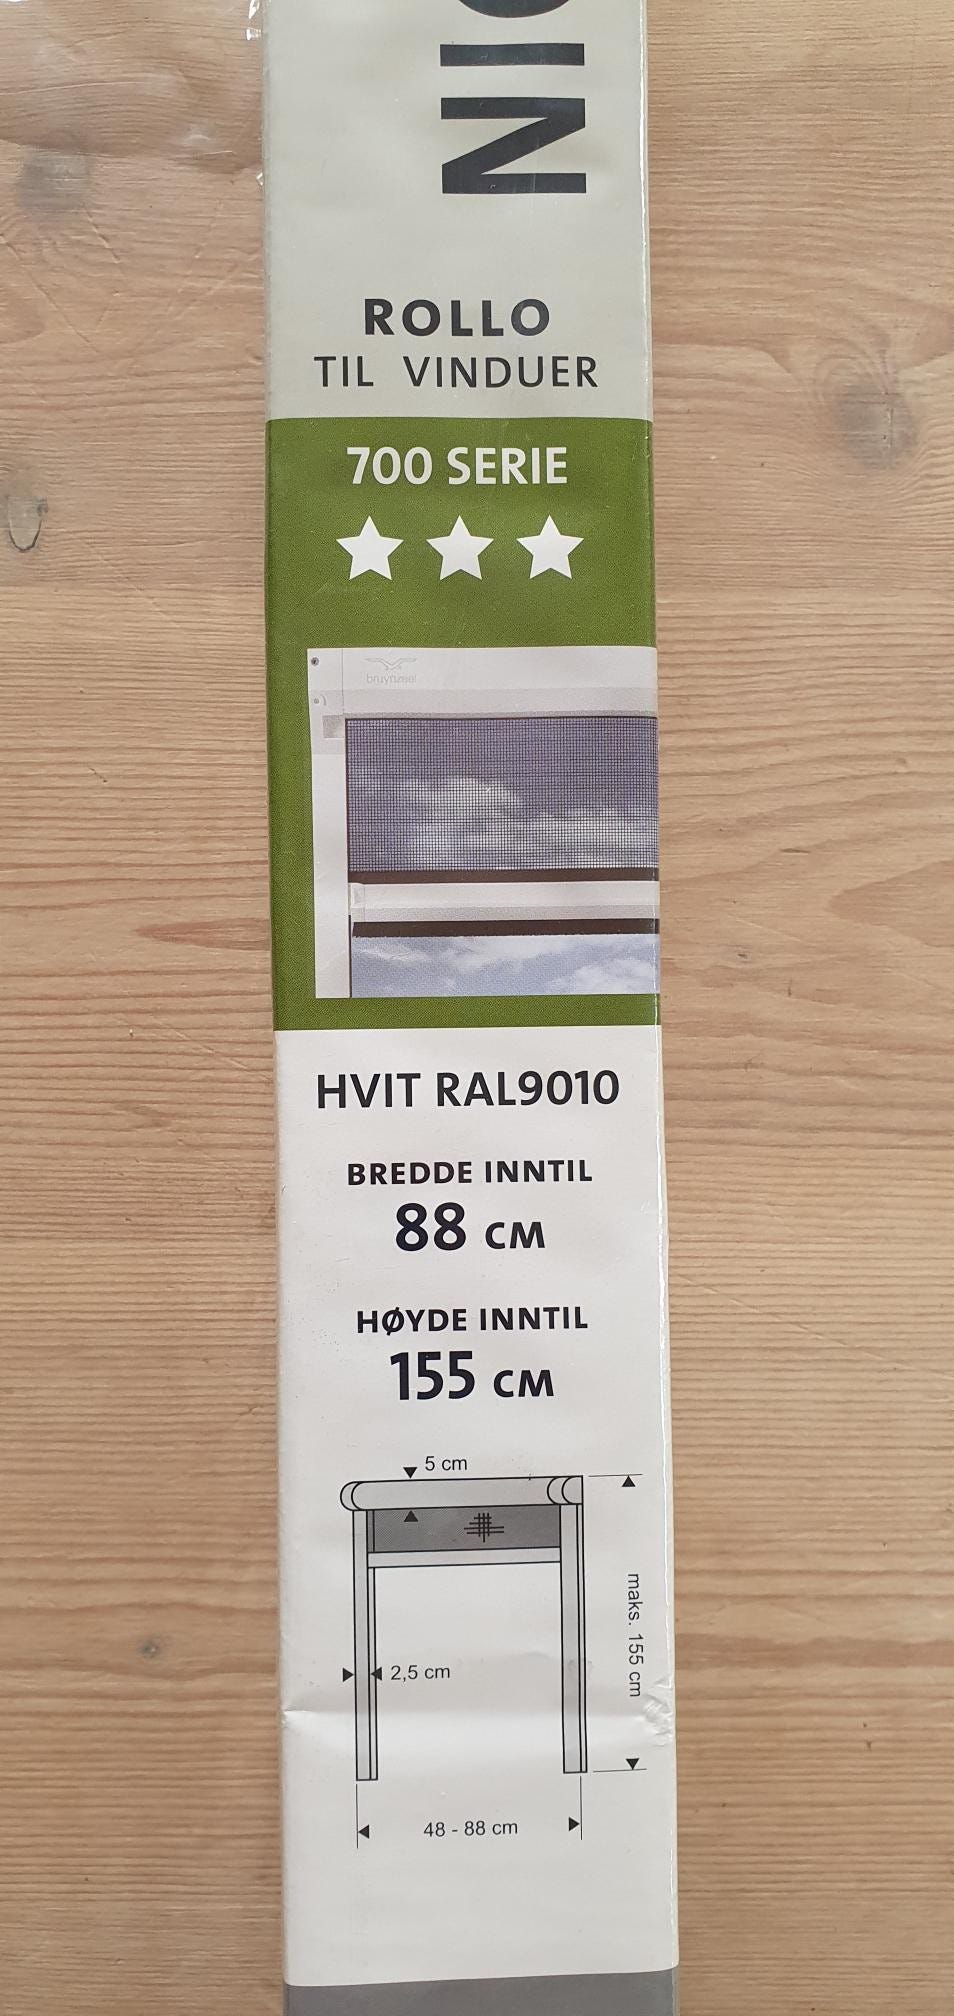 ROLLO
TIL VINDUER
700 SERIE
bruynzeel
HVIT RAL9010
BREDDE INNTIL
88 CM
HØYDE INNTIL
155 CM
5 cm
maks. 155 cm
2,5 cm
48 - 88 cm